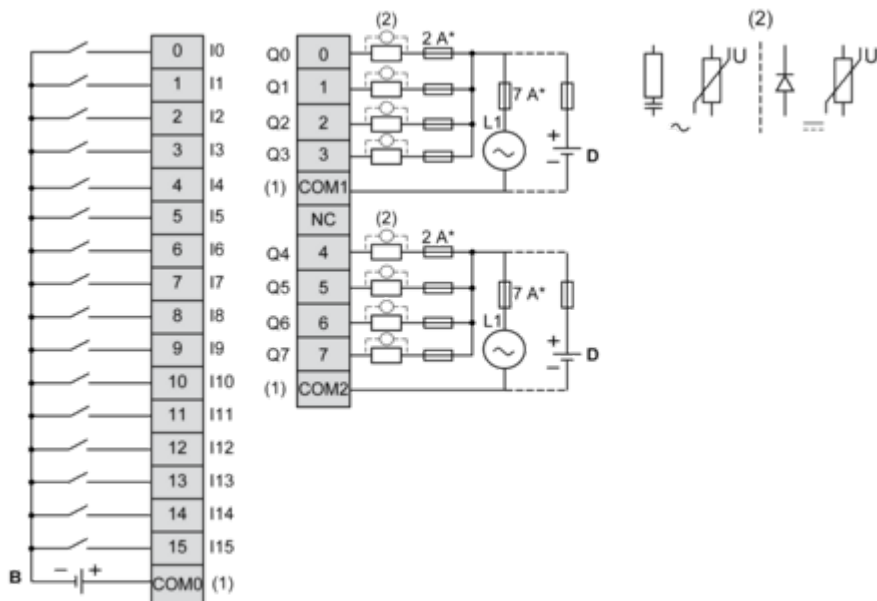 0 I0
1 I1
2 I2
3 I3
4 I4
5 I5
6 I6
7 I7
8 I8
9 I9
10 I10
11 I11
12 I12
13 I13
14 I14
15 I15
B − + COM0 (1)
(2)
Q0 0 2 A*
Q1 1 7 A*
Q2 2 L1
Q3 3 + − D
(1) COM1
NC
(2)
Q4 4 2 A*
Q5 5 7 A*
Q6 6 L1
Q7 7 + − D
(1) COM2
(2)
U U